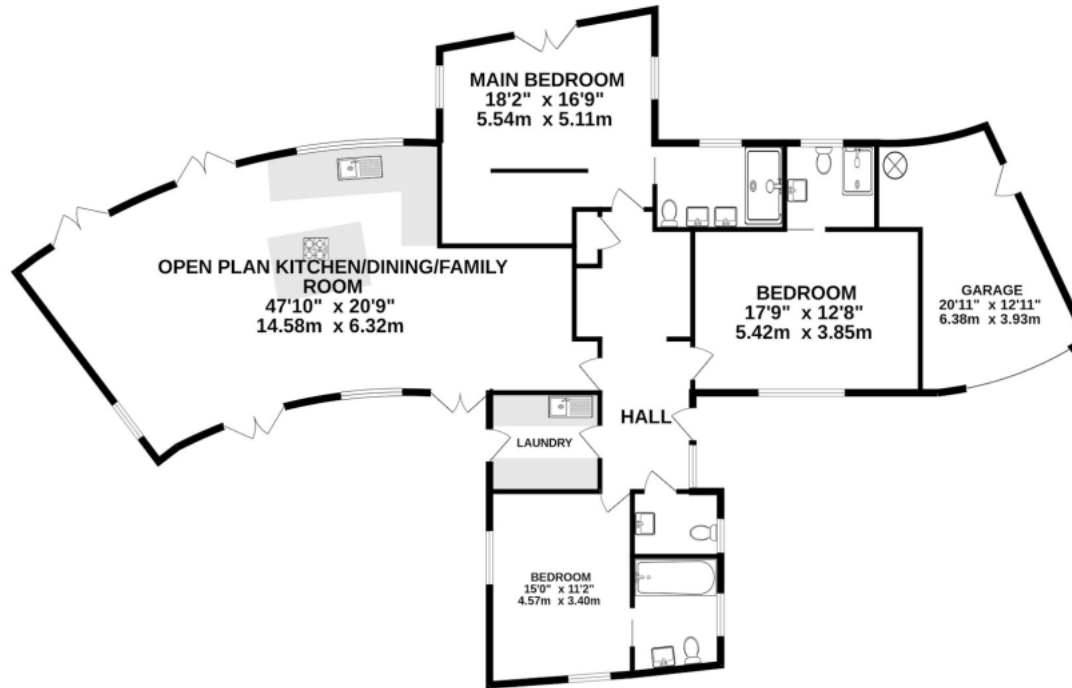 MAIN BEDROOM
18'2" x 16'9"
5.54m x 5.11m
OPEN PLAN KITCHEN/DINING/FAMILY
ROOM
47'10" x 20'9"
14.58m x 6.32m
BEDROOM
17'9" x 12'8"
5.42m x 3.85m
GARAGE
20'11" x 12'11"
6.38m x 3.93m
HALL
LAUNDRY
BEDROOM
15'0" x 11'2"
4.57m x 3.40m